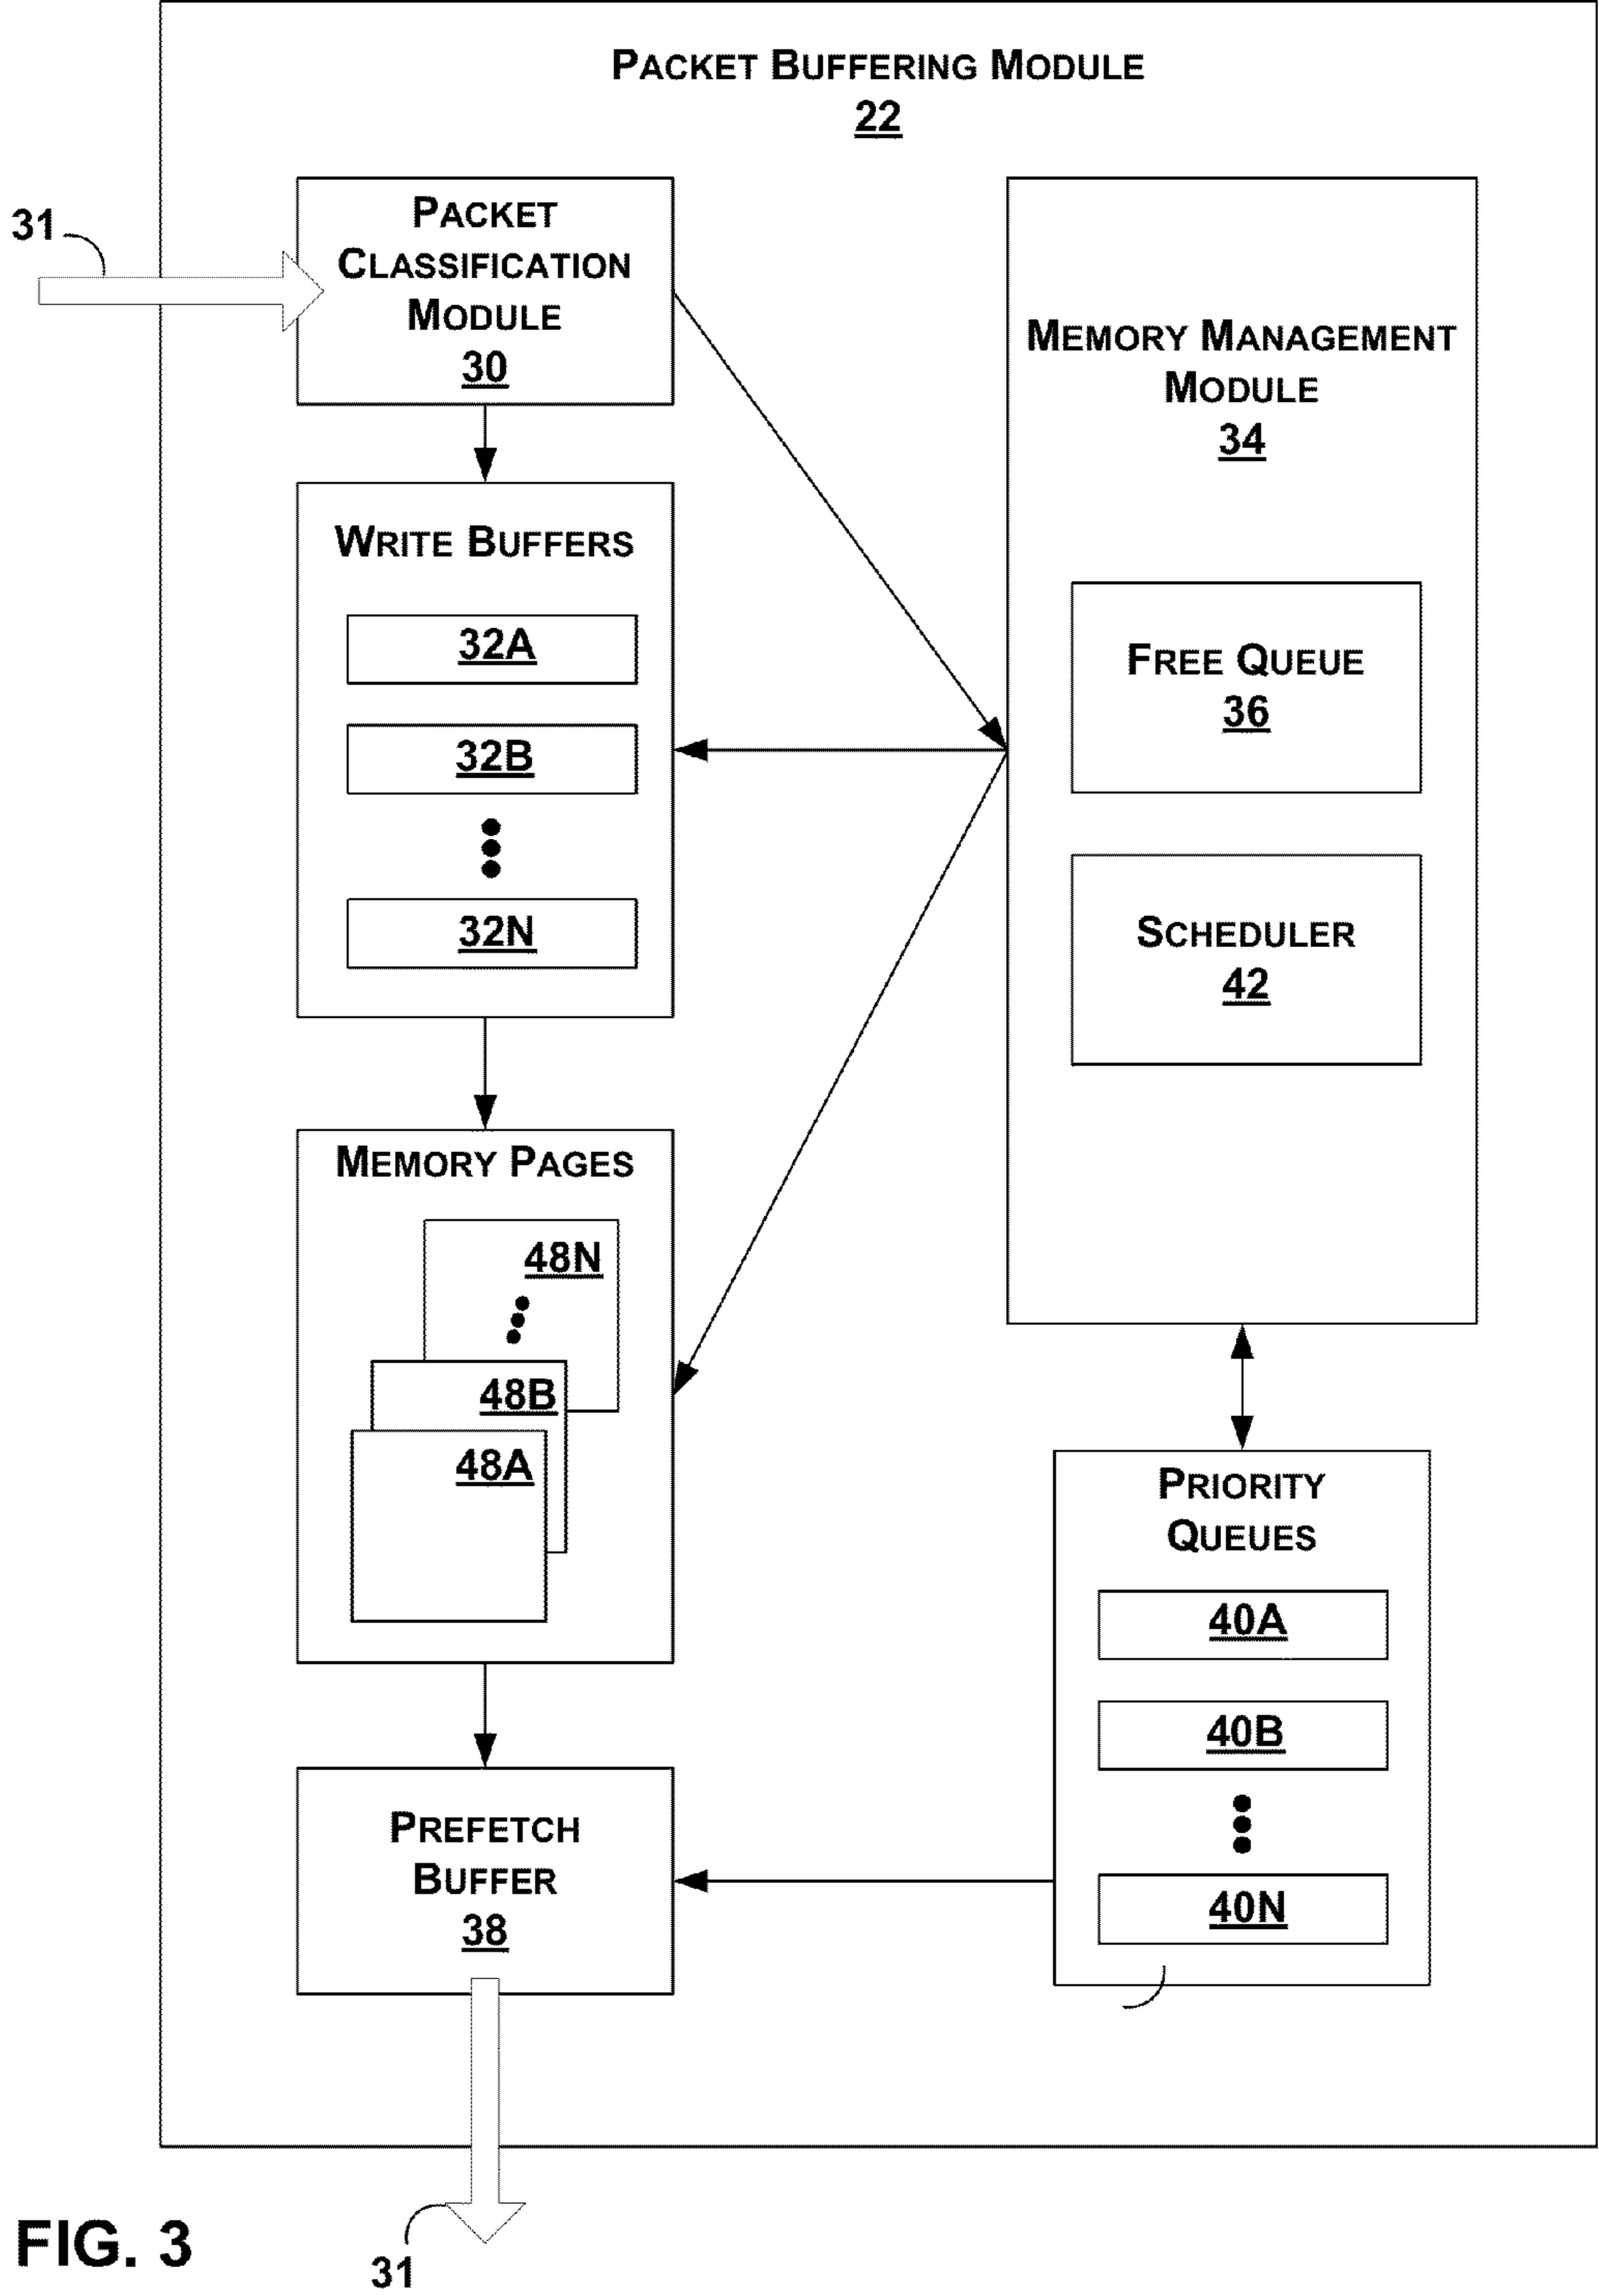 PACKET BUFFERING MODULE
22
31
PACKET
CLASSIFICATION
MODULE
30
MEMORY MANAGEMENT
MODULE
34
WRITE BUFFERS
32A
32B
32N
FREE QUEUE
36
SCHEDULER
42
MEMORY PAGES
48N
48B
48A
PRIORITY
QUEUES
40A
40B
40N
PREFETCH
BUFFER
38
31
FIG. 3